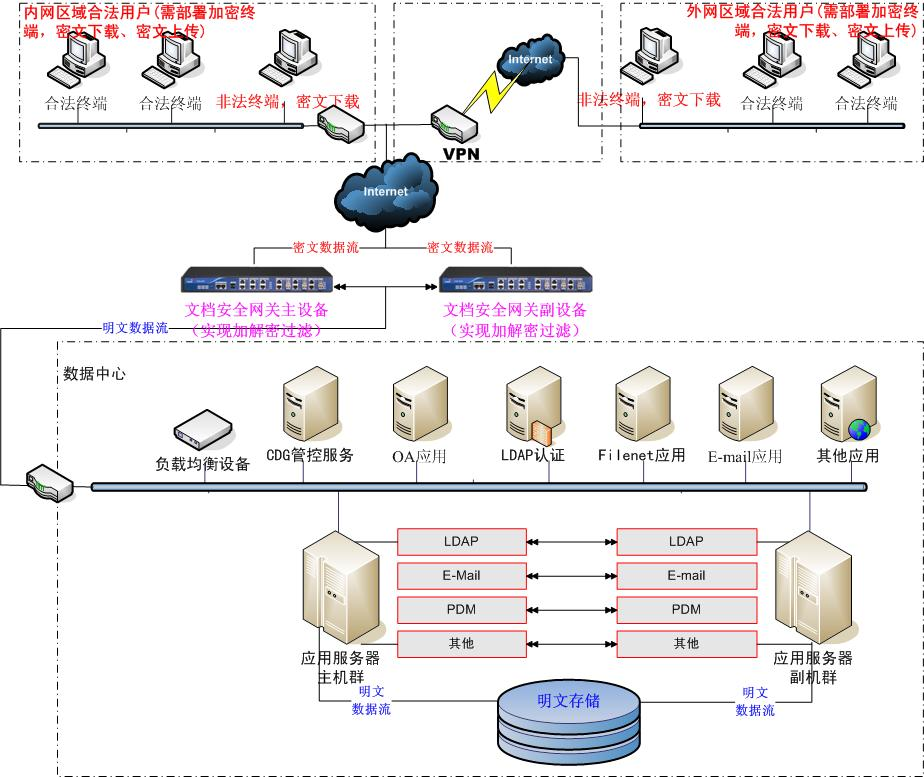 内网区域合法用户(需部署加密终
端，密文下载、密文上传)
外网区域合法用户(需部署加密终
端，密文下载、密文上传)
Internet
合法终端
合法终端
非法终端，密文下载
非法终端，密文下载
合法终端
合法终端
VPN
Internet
密文数据流
密文数据流
文档安全网关主设备
（实现加解密过滤）
文档安全网关副设备
（实现加解密过滤）
明文数据流
数据中心
负载均衡设备
CDG管控服务
OA应用
LDAP认证
Filenet应用
E-mail应用
其他应用
LDAP
LDAP
E-Mail
E-mail
PDM
PDM
其他
其他
应用服务器
主机群
应用服务器
副机群
明文
数据流
明文存储
明文
数据流